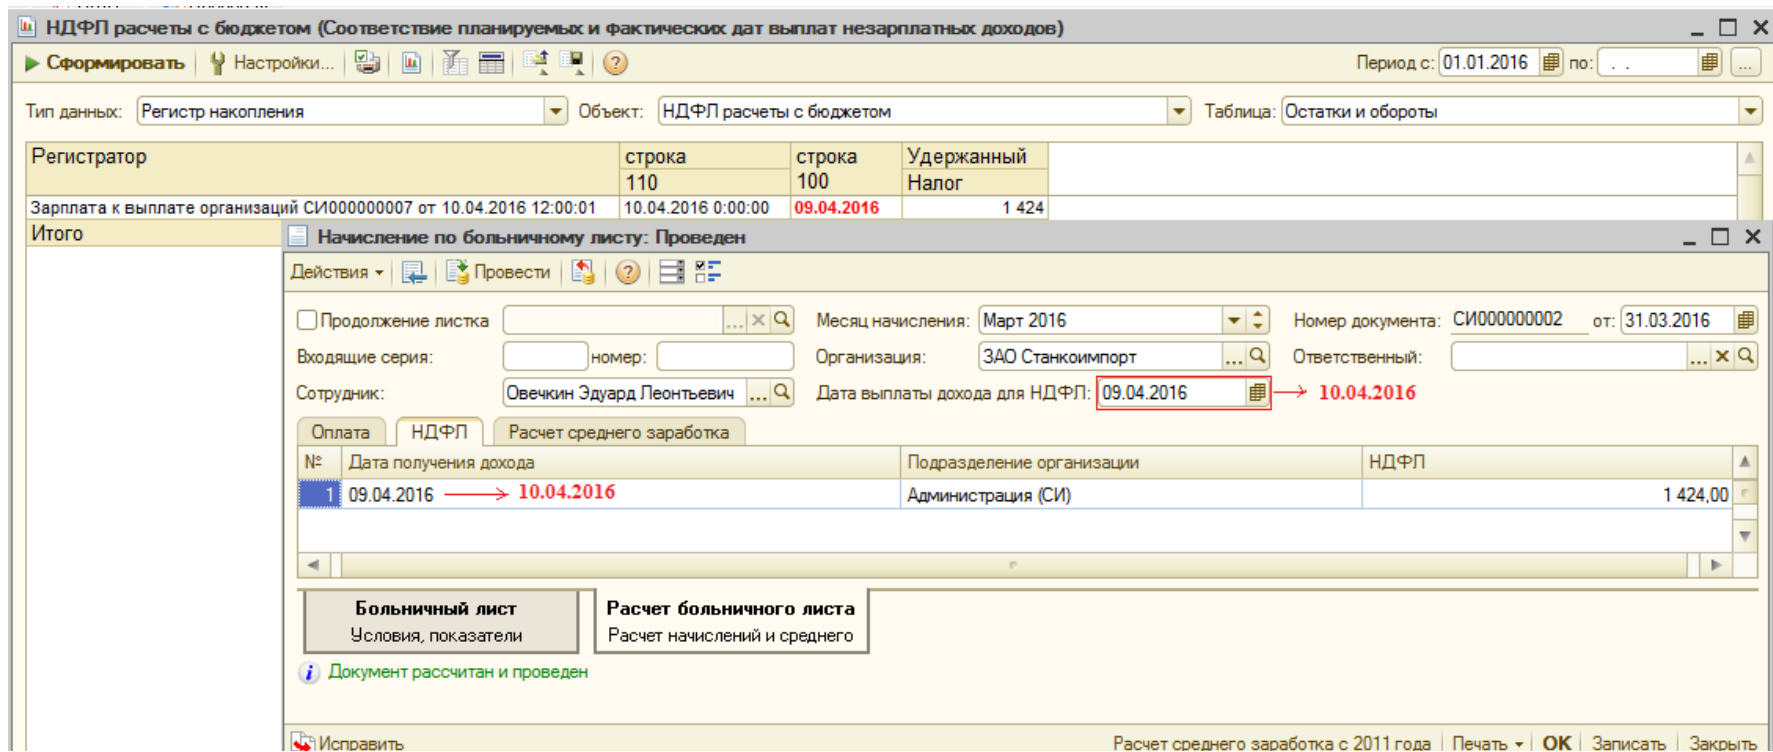 НДФЛ расчеты с бюджетом (Соответствие планируемых и фактических дат выплат незарплатных доходов)
Сформировать Настройки... Период с: 01.01.2016 по: . . ...
Тип данных: Регистр накопления Объект: НДФЛ расчеты с бюджетом Таблица: Остатки и обороты
Регистратор строка строка Удержанный
110 100 Налог
Зарплата к выплате организаций СИ000000007 от 10.04.2016 12:00:01 10.04.2016 0:00:00 09.04.2016 1 424
Итого
Начисление по больничному листу: Проведен
Действия Провести
Продолжение листка ... Месяц начисления: Март 2016 Номер документа: СИ000000002 от: 31.03.2016
Входящие серия: номер: Организация: ЗАО Станкоимпорт ... Ответственный: ...
Сотрудник: Овечкин Эдуард Леонтьевич ... Дата выплаты дохода для НДФЛ: 09.04.2016 → 10.04.2016
Оплата НДФЛ Расчет среднего заработка
№ Дата получения дохода Подразделение организации НДФЛ
1 09.04.2016 → 10.04.2016 Администрация (СИ) 1 424,00
Больничный лист Расчет больничного листа
Условия, показатели Расчет начислений и среднего
Документ рассчитан и проведен
Исправить Расчет среднего заработка с 2011 года Печать OK Записать Закрыть